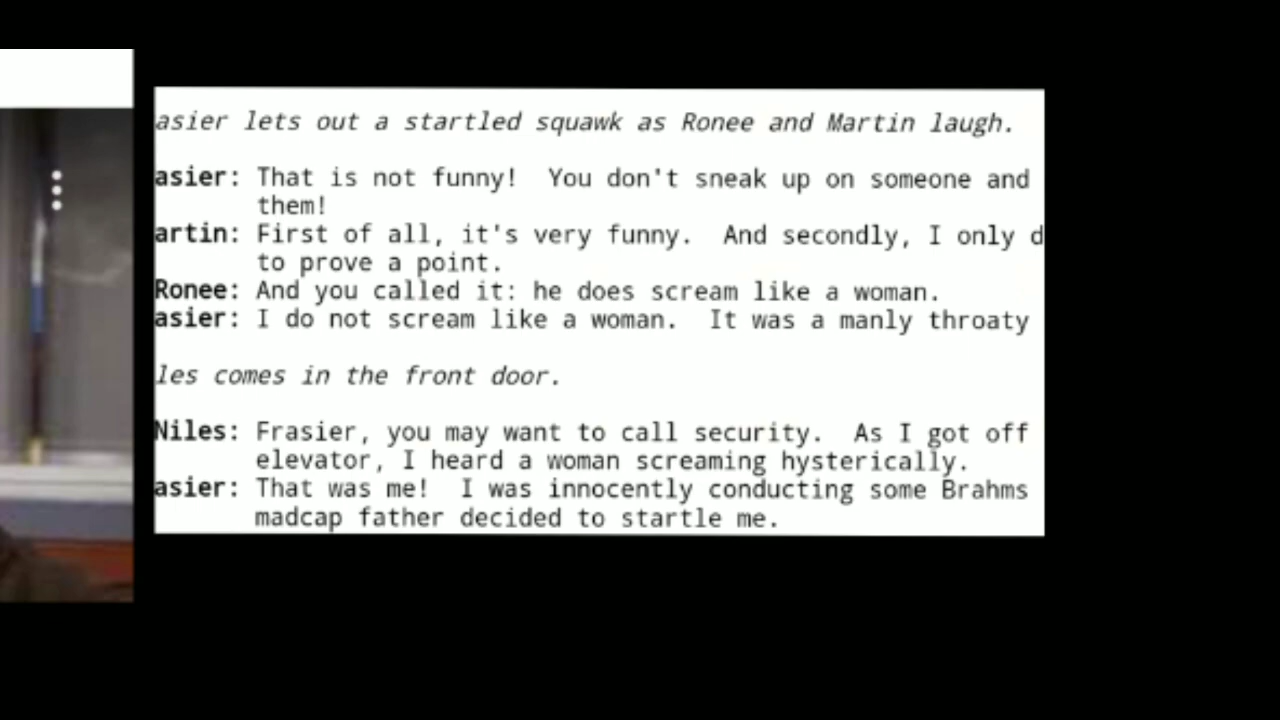 asier lets out a startled squawk as Ronee and Martin laugh.
asier: That is not funny!  You don't sneak up on someone and
them!
artin: First of all, it's very funny.  And secondly, I only d
to prove a point.
Ronee: And you called it: he does scream like a woman.
asier: I do not scream like a woman.  It was a manly throaty
les comes in the front door.
Niles: Frasier, you may want to call security.  As I got off
elevator, I heard a woman screaming hysterically.
asier: That was me!  I was innocently conducting some Brahms
madcap father decided to startle me.